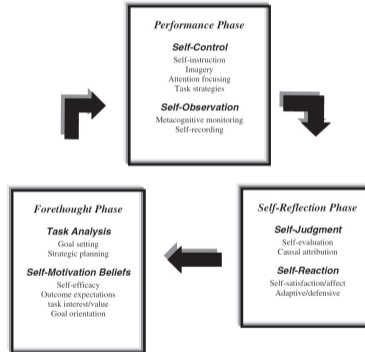 Performance Phase
Self-Control
Self-instruction
Imagery
Attention focusing
Task strategies
Self-Observation
Metacognitive monitoring
Self-recording
Forethought Phase
Task Analysis
Goal setting
Strategic planning
Self-Motivation Beliefs
Self-efficacy
Outcome expectations
task interest/value
Goal orientation
Self-Reflection Phase
Self-Judgment
Self-evaluation
Causal attribution
Self-Reaction
Self-satisfaction/affect
Adaptive/defensive